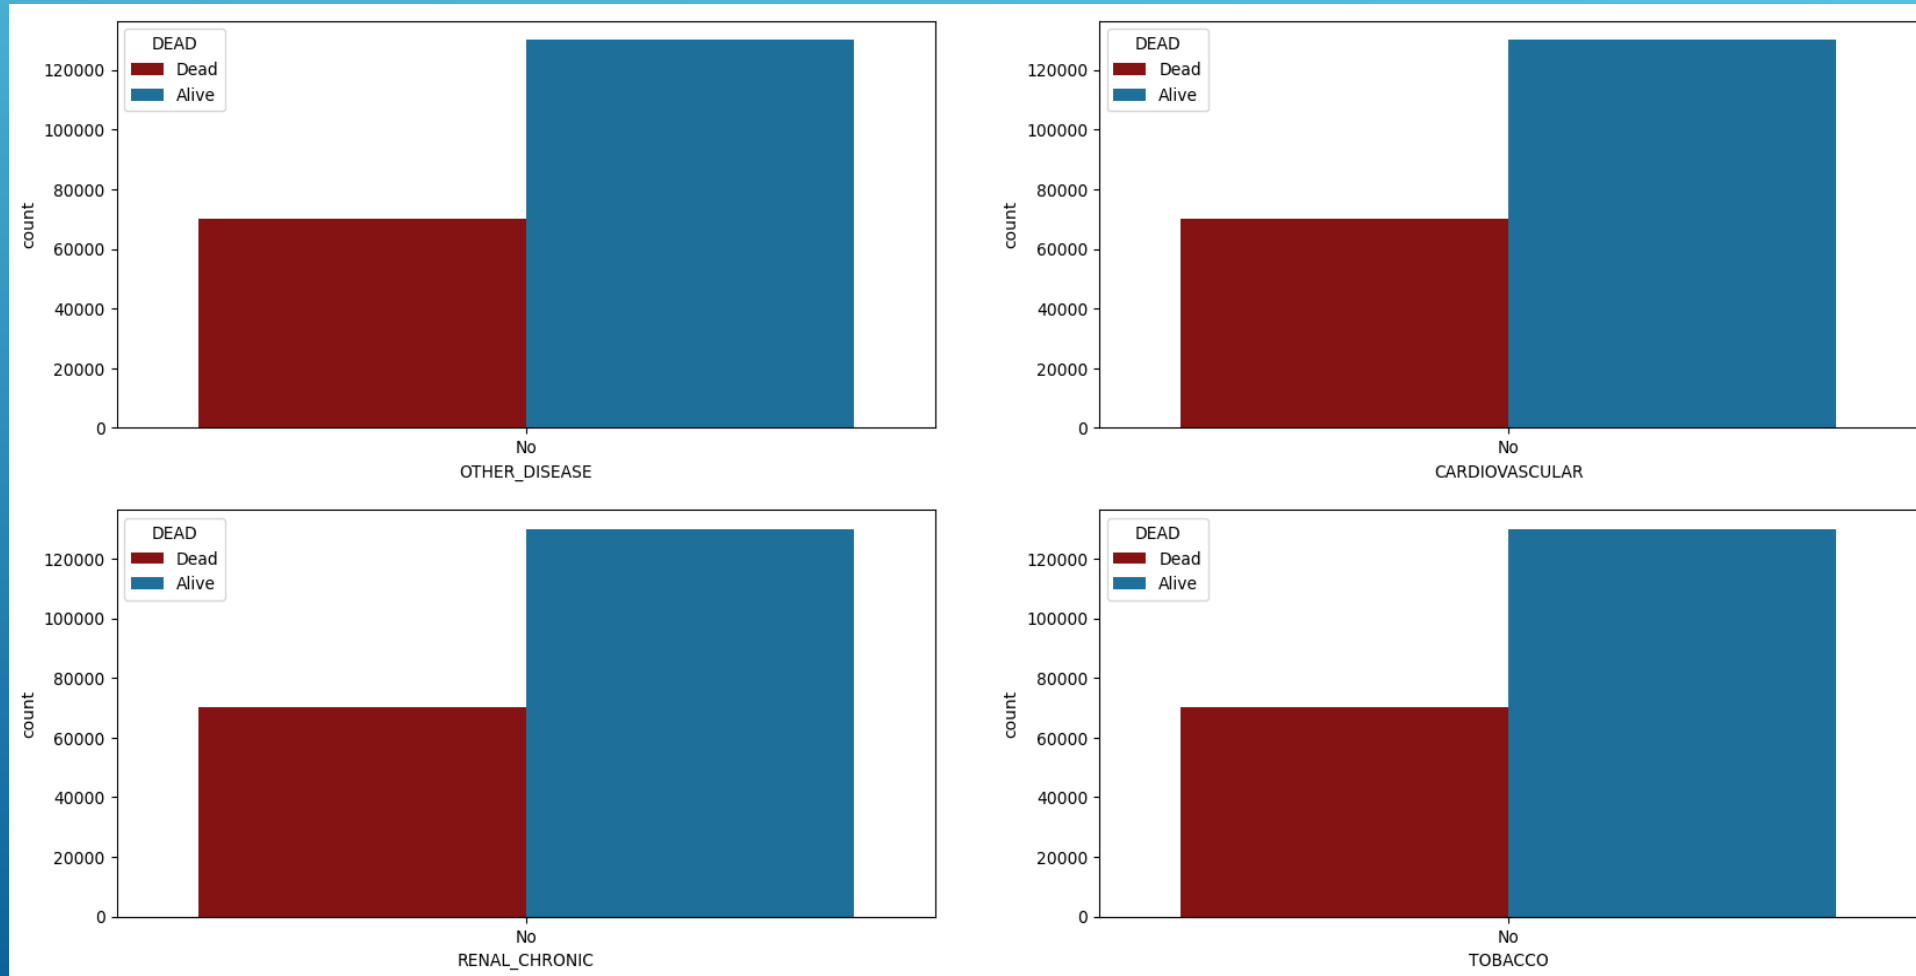 DEAD
Dead
Alive
120000
100000
80000
60000
40000
20000
0
count
No
OTHER_DISEASE
DEAD
Dead
Alive
120000
100000
80000
60000
40000
20000
0
count
No
CARDIOVASCULAR
DEAD
Dead
Alive
120000
100000
80000
60000
40000
20000
0
count
No
RENAL_CHRONIC
DEAD
Dead
Alive
120000
100000
80000
60000
40000
20000
0
count
No
TOBACCO